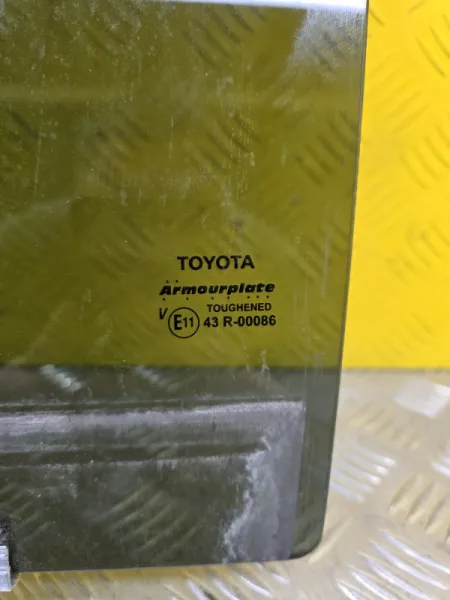 TOYOTA
Armourplate
TOUGHENED
V E11 43 R-00086